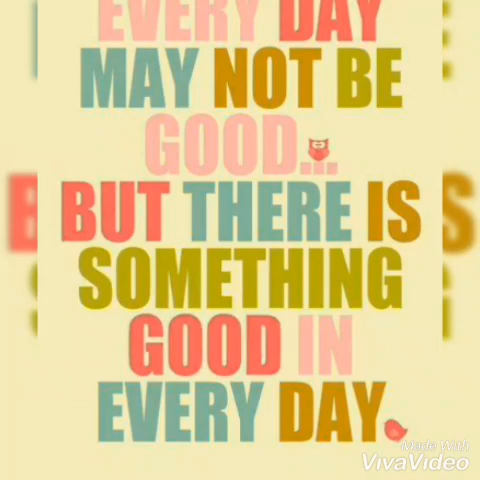 EVERY DAY
MAY NOT BE
GOOD...
BUT THERE IS
SOMETHING
GOOD IN
EVERY DAY
Made With
VivaVideo